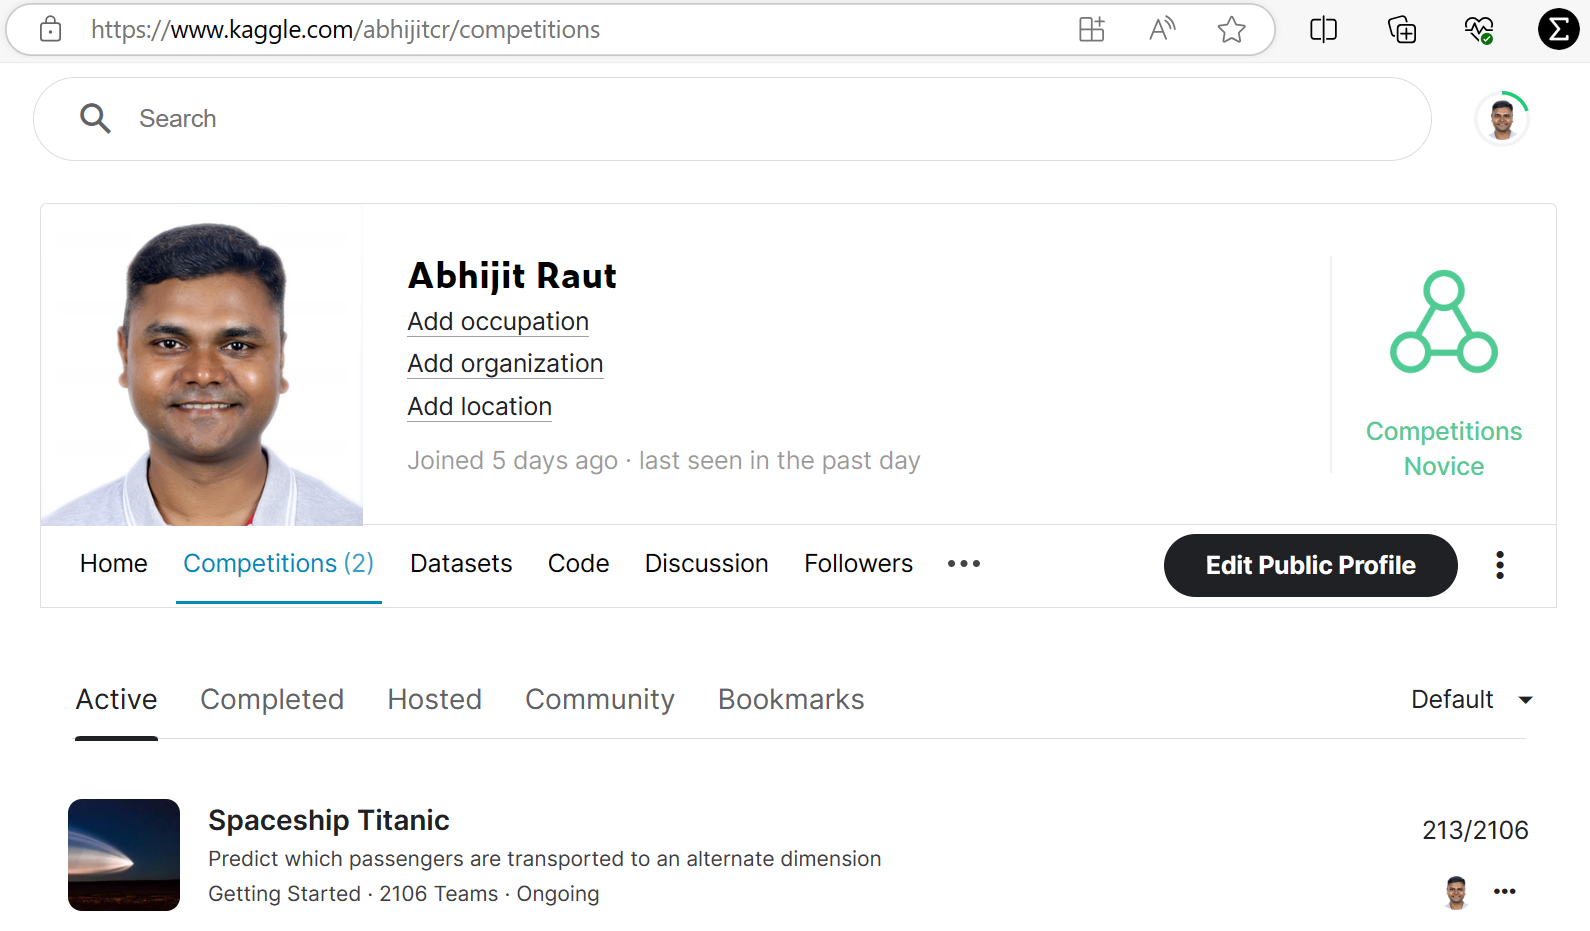 https://www.kaggle.com/abhijitcr/competitions
Search
Abhijit Raut
Add occupation
Add organization
Add location
Joined 5 days ago · last seen in the past day
Competitions
Novice
Home Competitions (2) Datasets Code Discussion Followers ••• Edit Public Profile
Active Completed Hosted Community Bookmarks Default
Spaceship Titanic
213/2106
Predict which passengers are transported to an alternate dimension
Getting Started · 2106 Teams · Ongoing